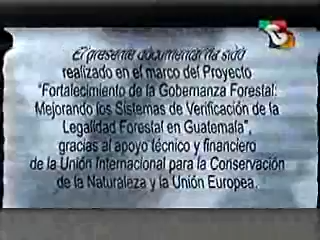 El presente documental ha sido
realizado en el marco del Proyecto
"Fortalecimiento de la Gobernanza Forestal:
Mejorando los Sistemas de Verificación de la
Legalidad Forestal en Guatemala",
gracias al apoyo técnico y financiero
de la Unión Internacional para la Conservación
de la Naturaleza y la Unión Europea.